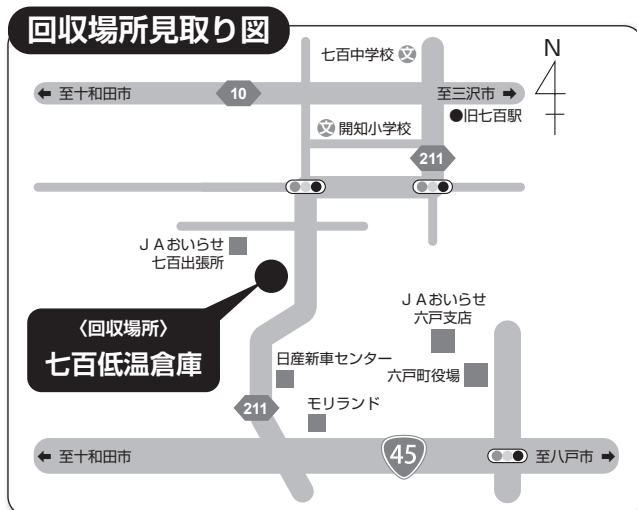 回収場所見取り図
七百中学校 文
N
← 至十和田市
10
至三沢市 →
●旧七百駅
文 開知小学校
211
ＪＡおいらせ
七百出張所
〈回収場所〉
七百低温倉庫
ＪＡおいらせ
六戸支店
日産新車センター
六戸町役場
211
モリランド
← 至十和田市
45
至八戸市 →